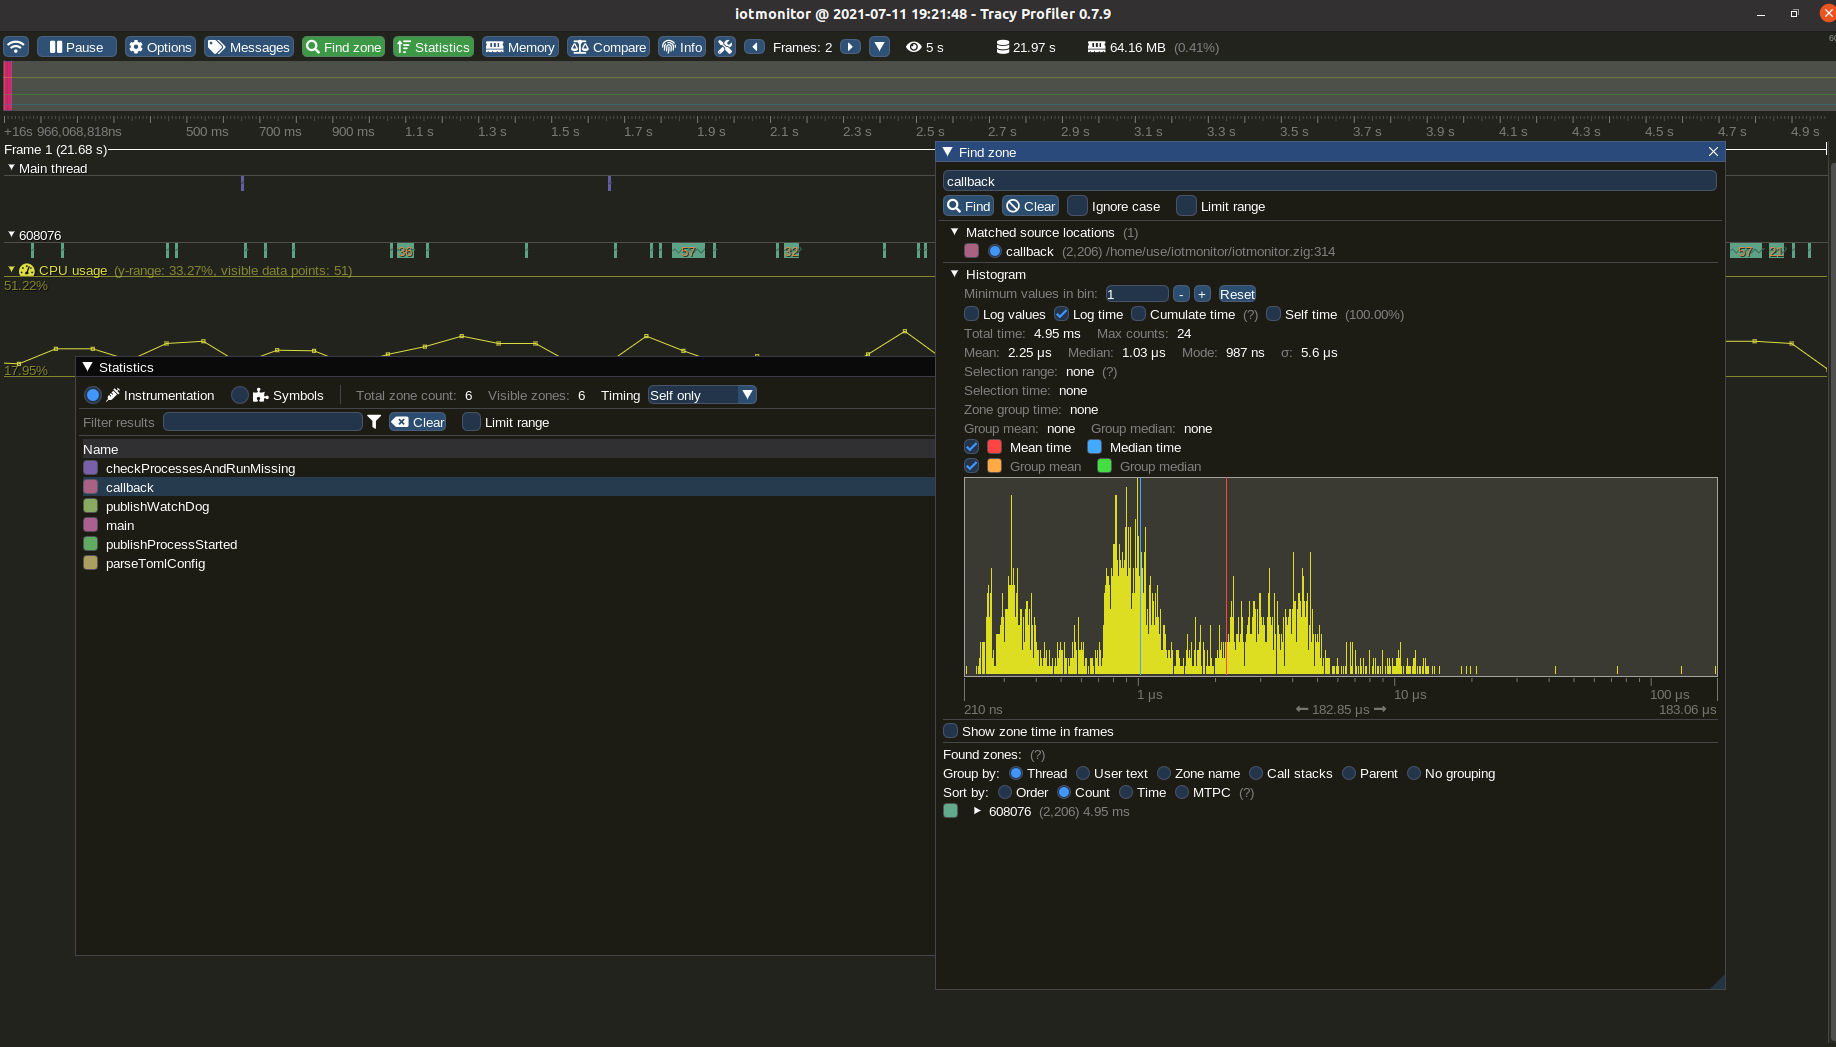 iotmonitor @ 2021-07-11 19:21:48 - Tracy Profiler 0.7.9
Pause Options Messages Find zone Statistics Memory Compare Info Frames: 2 5 s 21.97 s 64.16 MB (0.41%)
+16s 966,068,818ns 500 ms 700 ms 900 ms 1.1 s 1.3 s 1.5 s 1.7 s 1.9 s 2.1 s 2.3 s 2.5 s 2.7 s 2.9 s 3.1 s 3.3 s 3.5 s 3.7 s 3.9 s 4.1 s 4.3 s 4.5 s 4.7 s 4.9 s
Frame 1 (21.68 s)
Main thread
608076
36 57 32 57 21
CPU usage (y-range: 33.27%, visible data points: 51)
51.22%
17.95%
Statistics
Instrumentation Symbols Total zone count: 6 Visible zones: 6 Timing Self only
Filter results Clear Limit range
Name
checkProcessesAndRunMissing
callback
publishWatchDog
main
publishProcessStarted
parseTomlConfig
Find zone
callback
Find Clear Ignore case Limit range
Matched source locations (1)
callback (2,206) /home/use/iotmonitor/iotmonitor.zig:314
Histogram
Minimum values in bin: 1 - + Reset
Log values Log time Cumulate time (?) Self time (100.00%)
Total time: 4.95 ms Max counts: 24
Mean: 2.25 µs Median: 1.03 µs Mode: 987 ns σ: 5.6 µs
Selection range: none (?)
Selection time: none
Zone group time: none
Group mean: none Group median: none
Mean time Median time
Group mean Group median
1 µs 10 µs 100 µs
210 ns 182.85 µs 183.06 µs
Show zone time in frames
Found zones: (?)
Group by: Thread User text Zone name Call stacks Parent No grouping
Sort by: Order Count Time MTPC (?)
608076 (2,206) 4.95 ms